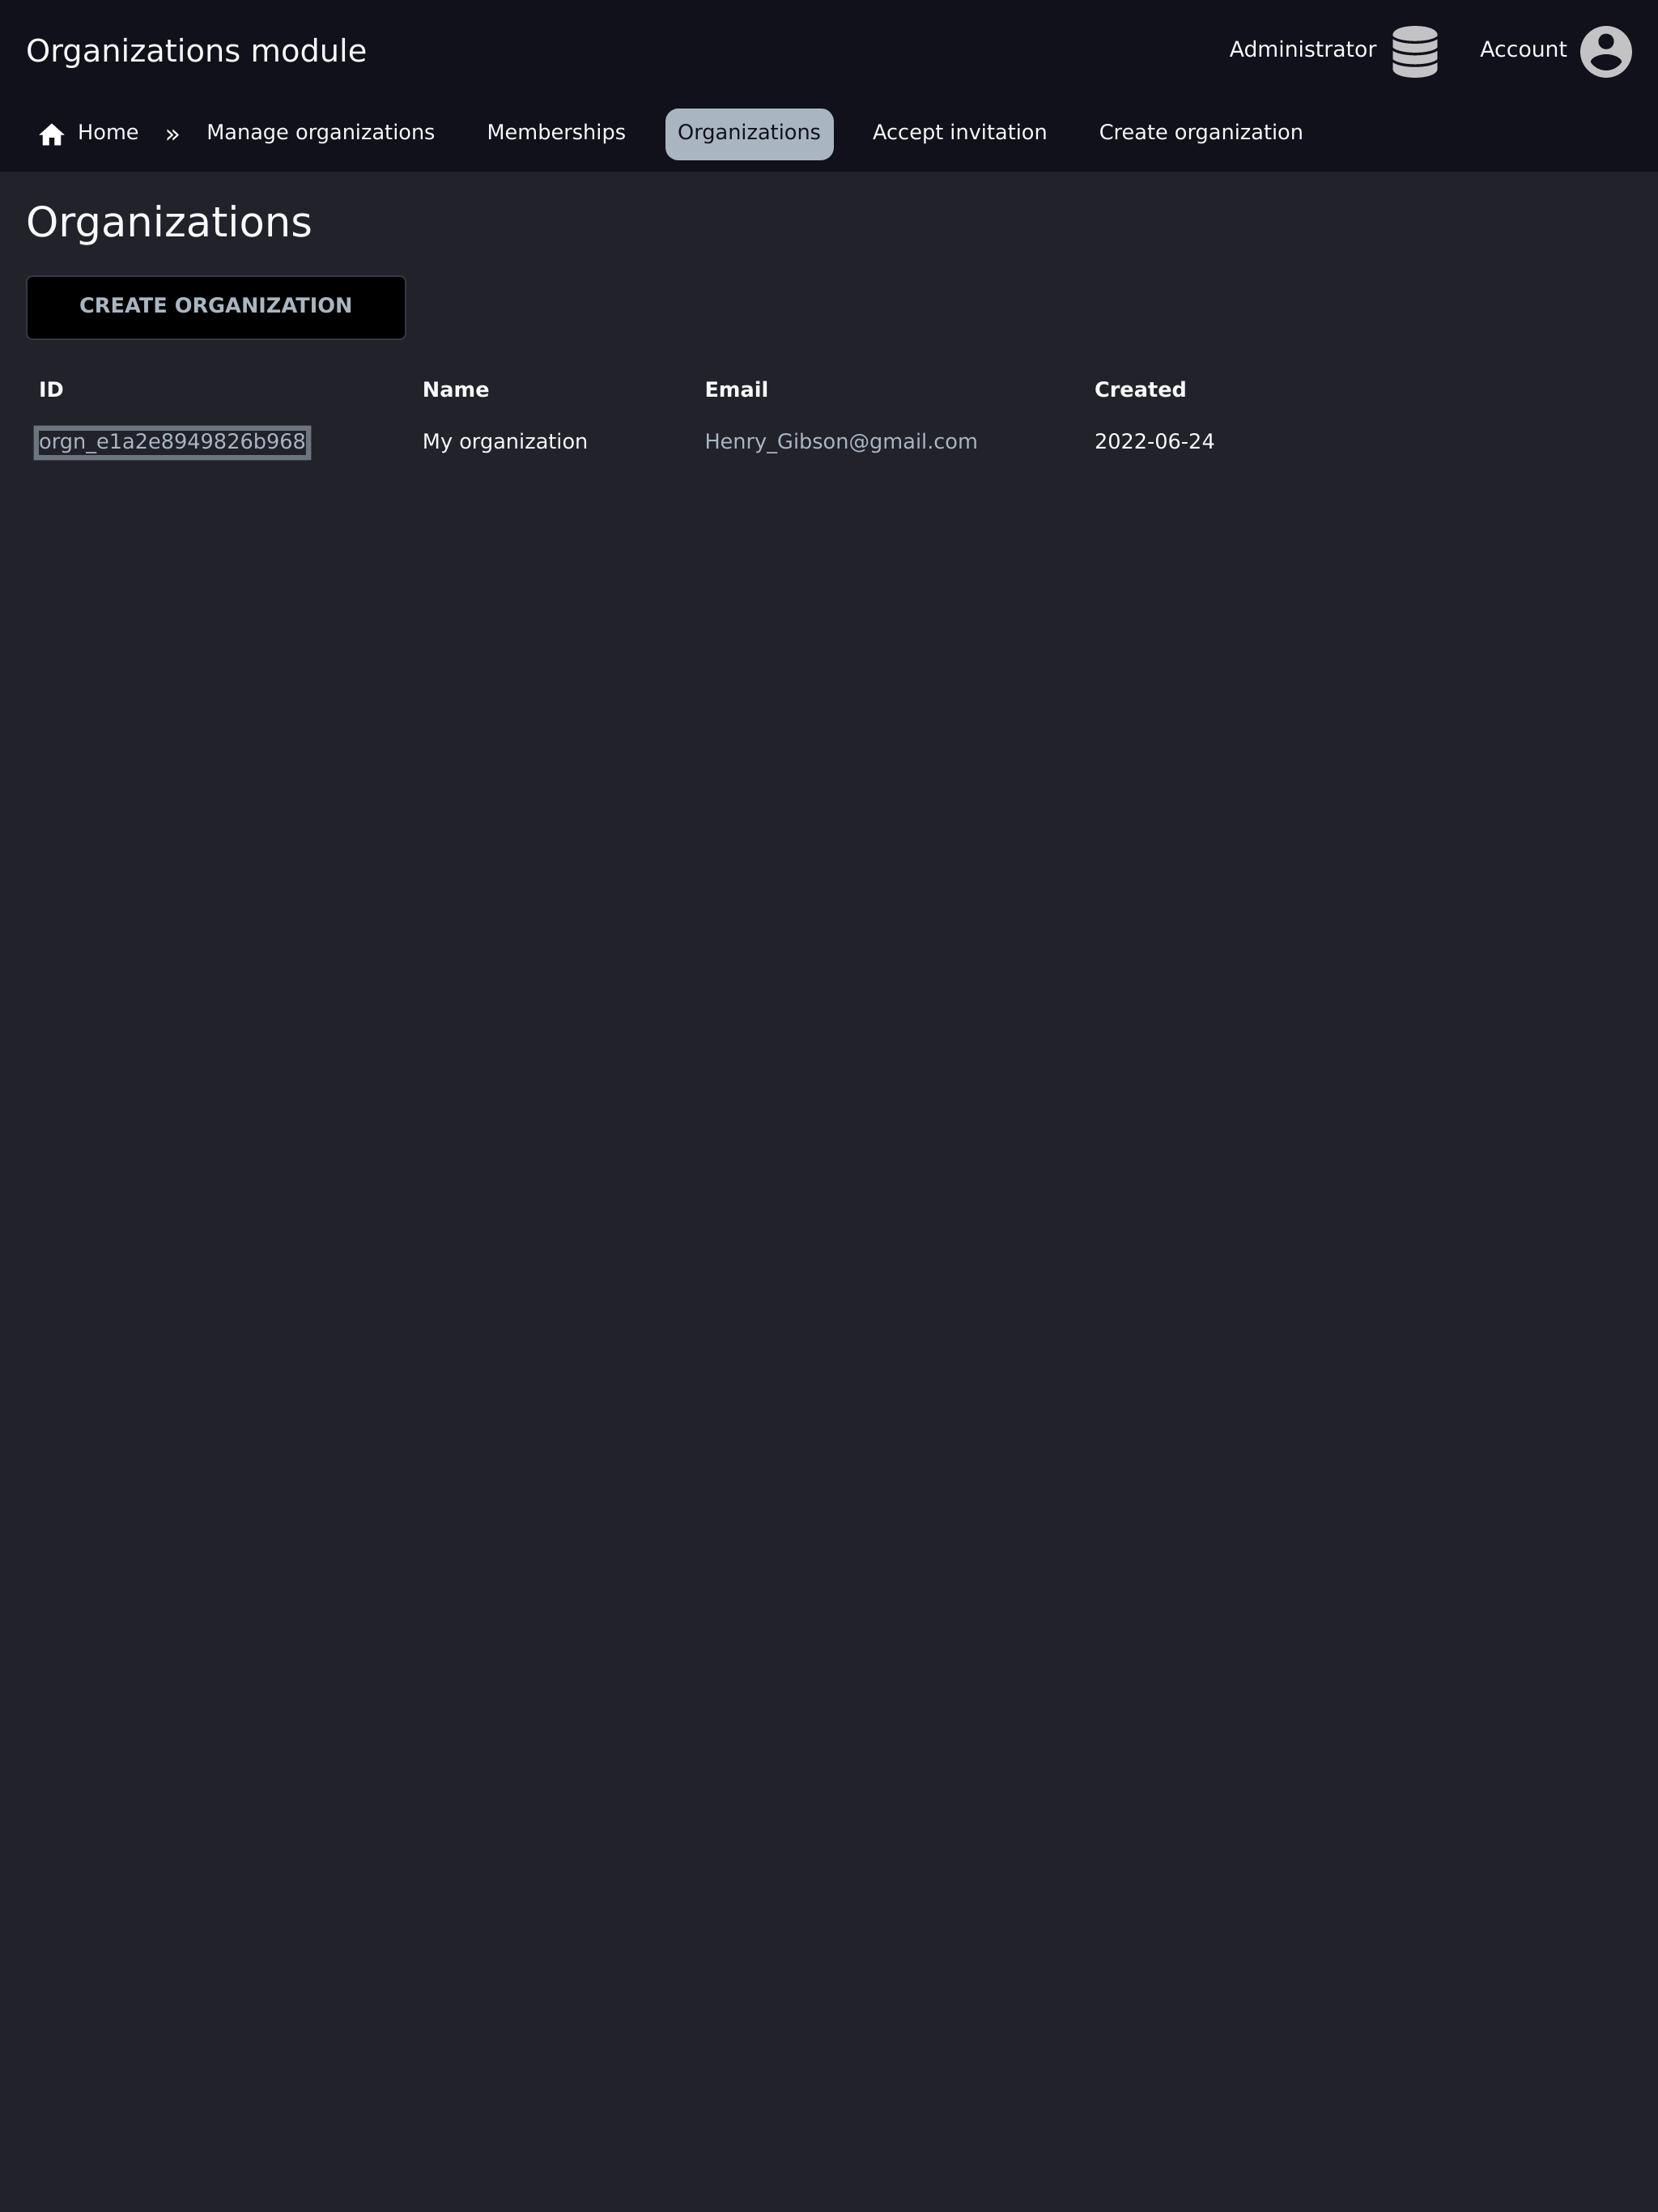 Organizations module
Administrator
Account
Home » Manage organizations Memberships Organizations Accept invitation Create organization
Organizations
CREATE ORGANIZATION
ID Name Email Created
orgn_e1a2e8949826b968 My organization Henry_Gibson@gmail.com 2022-06-24